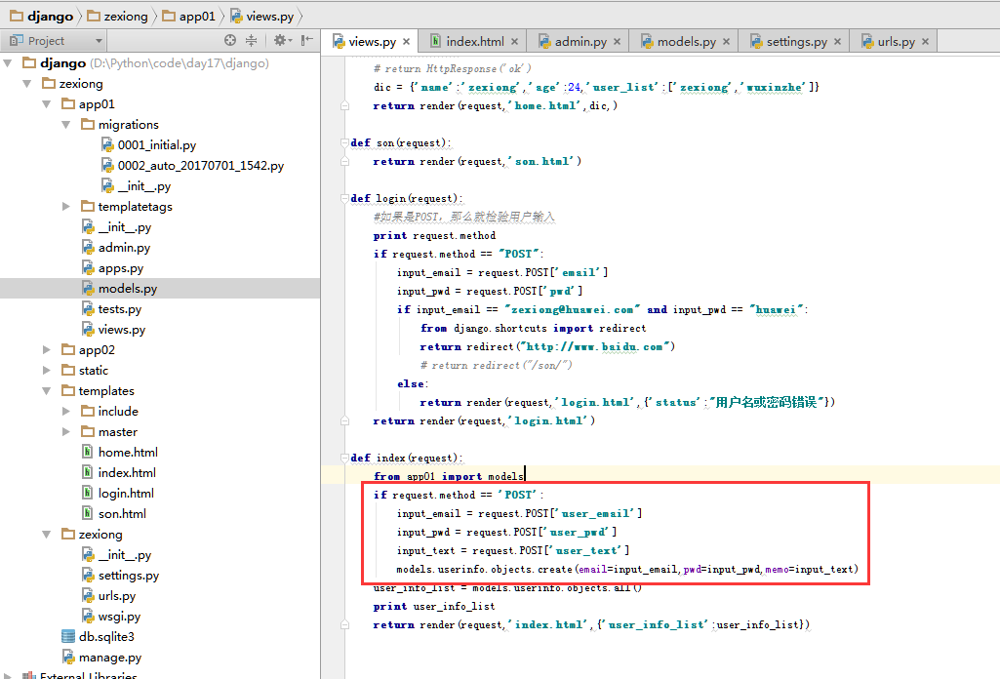 django zexiong app01 views.py
Project
views.py index.html admin.py models.py settings.py urls.py
django (D:\Python\code\day17\django)
zexiong
app01
migrations
0001_initial.py
0002_auto_20170701_1542.py
__init__.py
templatetags
__init__.py
admin.py
apps.py
models.py
tests.py
views.py
app02
static
templates
include
master
home.html
index.html
login.html
son.html
zexiong
__init__.py
settings.py
urls.py
wsgi.py
db.sqlite3
manage.py
External Libraries
# return HttpResponse('ok')
dic = {'name':'zexiong','age':24,'user_list':['zexiong','wuxinzhe']}
return render(request,'home.html',dic,)
def son(request):
return render(request,'son.html')
def login(request):
#如果是POST，那么就检验用户输入
print request.method
if request.method == "POST":
input_email = request.POST['email']
input_pwd = request.POST['pwd']
if input_email == "zexiong@huawei.com" and input_pwd == "huawei":
from django.shortcuts import redirect
return redirect("http://www.baidu.com")
# return redirect("/son/")
else:
return render(request,'login.html',{'status':"用户名或密码错误"})
return render(request,'login.html')
def index(request):
from app01 import models
if request.method == 'POST':
input_email = request.POST['user_email']
input_pwd = request.POST['user_pwd']
input_text = request.POST['user_text']
models.userinfo.objects.create(email=input_email,pwd=input_pwd,memo=input_text)
user_info_list = models.userinfo.objects.all()
print user_info_list
return render(request,'index.html',{'user_info_list':user_info_list})